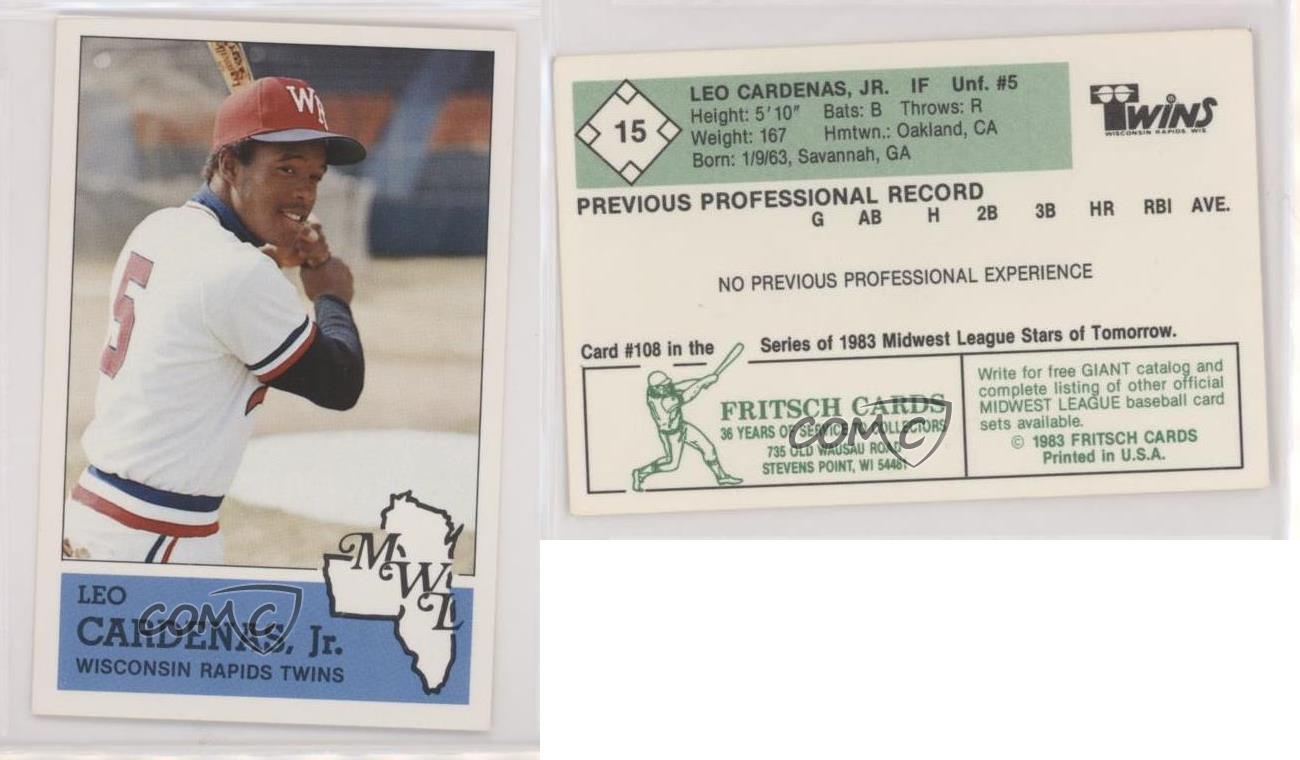 WR
5
MWL
LEO
CARDENAS, Jr.
COMC
WISCONSIN RAPIDS TWINS
15
LEO CARDENAS, JR. IF Unf. #5
Height: 5'10" Bats: B Throws: R
Weight: 167 Hmtwn.: Oakland, CA
Born: 1/9/63, Savannah, GA
TWINS
WISCONSIN RAPIDS WIS
PREVIOUS PROFESSIONAL RECORD
G AB H 2B 3B HR RBI AVE.
NO PREVIOUS PROFESSIONAL EXPERIENCE
Card #108 in the Series of 1983 Midwest League Stars of Tomorrow.
FRITSCH CARDS
36 YEARS OF SERVICE TO COLLECTORS
COMC
735 OLD WAUSAU ROAD
STEVENS POINT, WI 54481
Write for free GIANT catalog and
complete listing of other official
MIDWEST LEAGUE baseball card
sets available.
© 1983 FRITSCH CARDS
Printed in U.S.A.